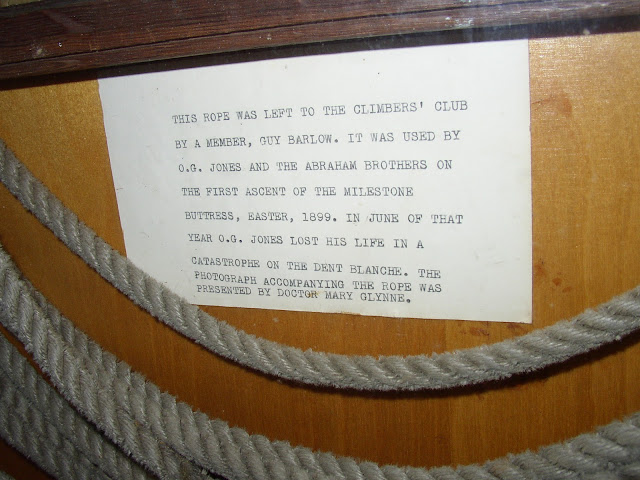 THIS ROPE WAS LEFT TO THE CLIMBERS' CLUB
BY A MEMBER, GUY BARLOW. IT WAS USED BY
O.G. JONES AND THE ABRAHAM BROTHERS ON
THE FIRST ASCENT OF THE MILESTONE
BUTTRESS, EASTER, 1899. IN JUNE OF THAT
YEAR O.G. JONES LOST HIS LIFE IN A
CATASTROPHE ON THE DENT BLANCHE. THE
PHOTOGRAPH ACCOMPANYING THE ROPE WAS
PRESENTED BY DOCTOR MARY GLYNNE.